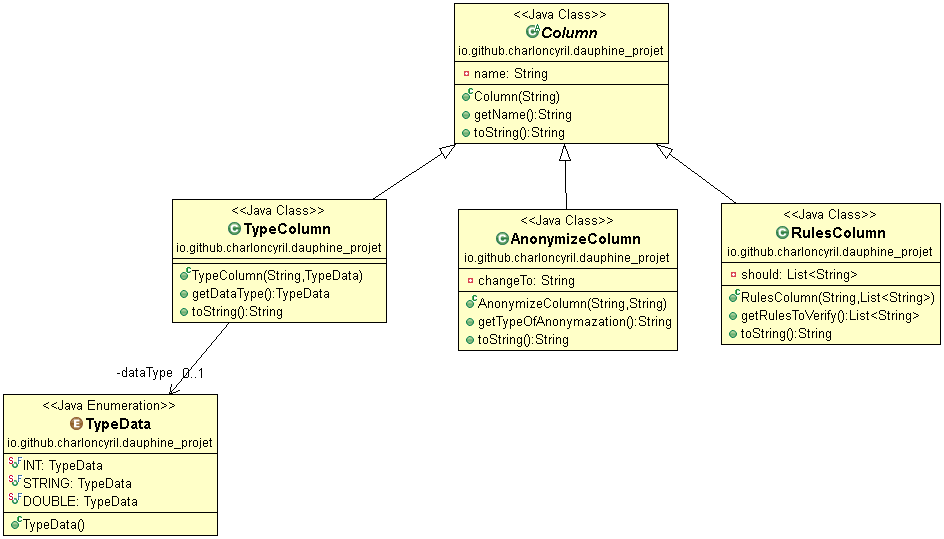 <<Java Class>>
Column
io.github.charloncyril.dauphine_projet
name: String
Column(String)
getName():String
toString():String
<<Java Class>>
TypeColumn
io.github.charloncyril.dauphine_projet
TypeColumn(String,TypeData)
getDataType():TypeData
toString():String
<<Java Class>>
AnonymizeColumn
io.github.charloncyril.dauphine_projet
changeTo: String
AnonymizeColumn(String,String)
getTypeOfAnonymazation():String
toString():String
<<Java Class>>
RulesColumn
io.github.charloncyril.dauphine_projet
should: List<String>
RulesColumn(String,List<String>)
getRulesToVerify():List<String>
toString():String
-dataType 0..1
<<Java Enumeration>>
TypeData
io.github.charloncyril.dauphine_projet
INT: TypeData
STRING: TypeData
DOUBLE: TypeData
TypeData()